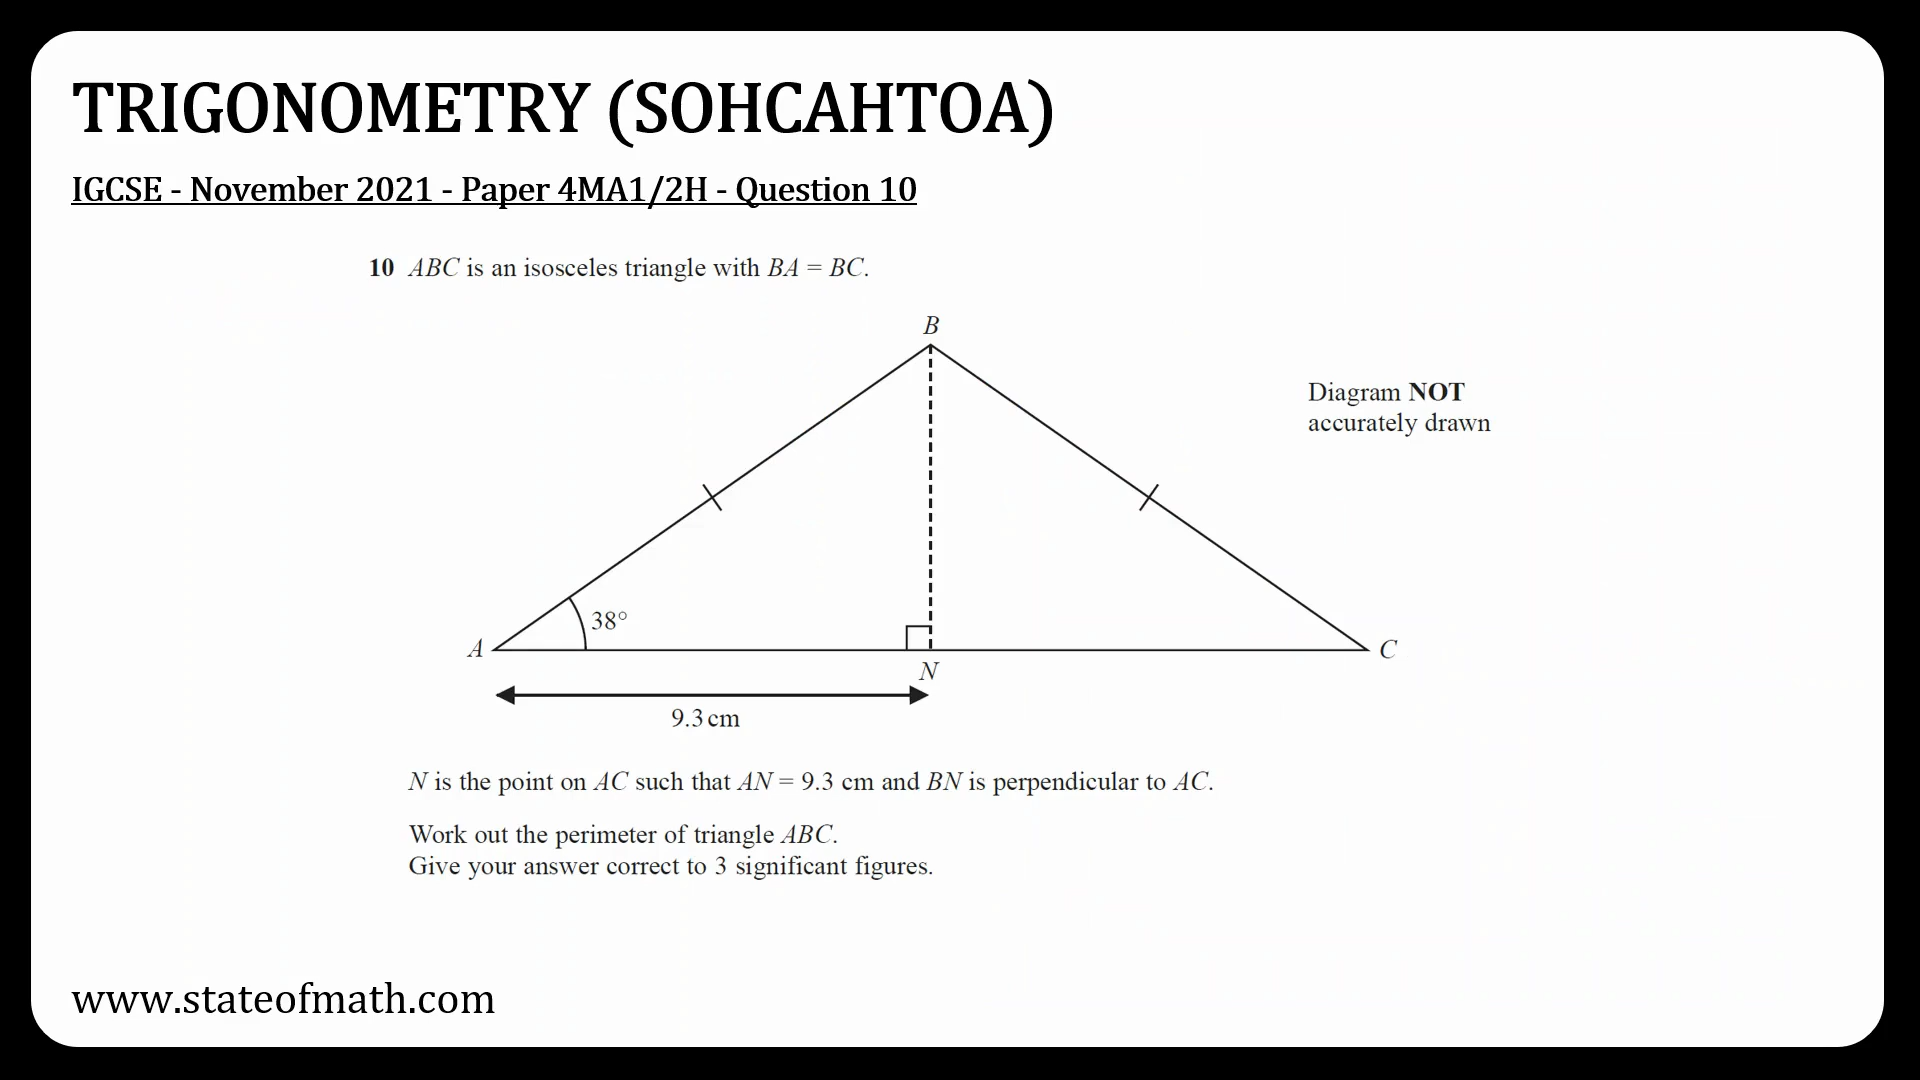 TRIGONOMETRY (SOHCAHTOA)
IGCSE - November 2021 - Paper 4MA1/2H - Question 10
10 ABC is an isosceles triangle with BA = BC.
B
Diagram NOT
accurately drawn
38°
A
C
N
9.3 cm
N is the point on AC such that AN = 9.3 cm and BN is perpendicular to AC.
Work out the perimeter of triangle ABC.
Give your answer correct to 3 significant figures.
www.stateofmath.com